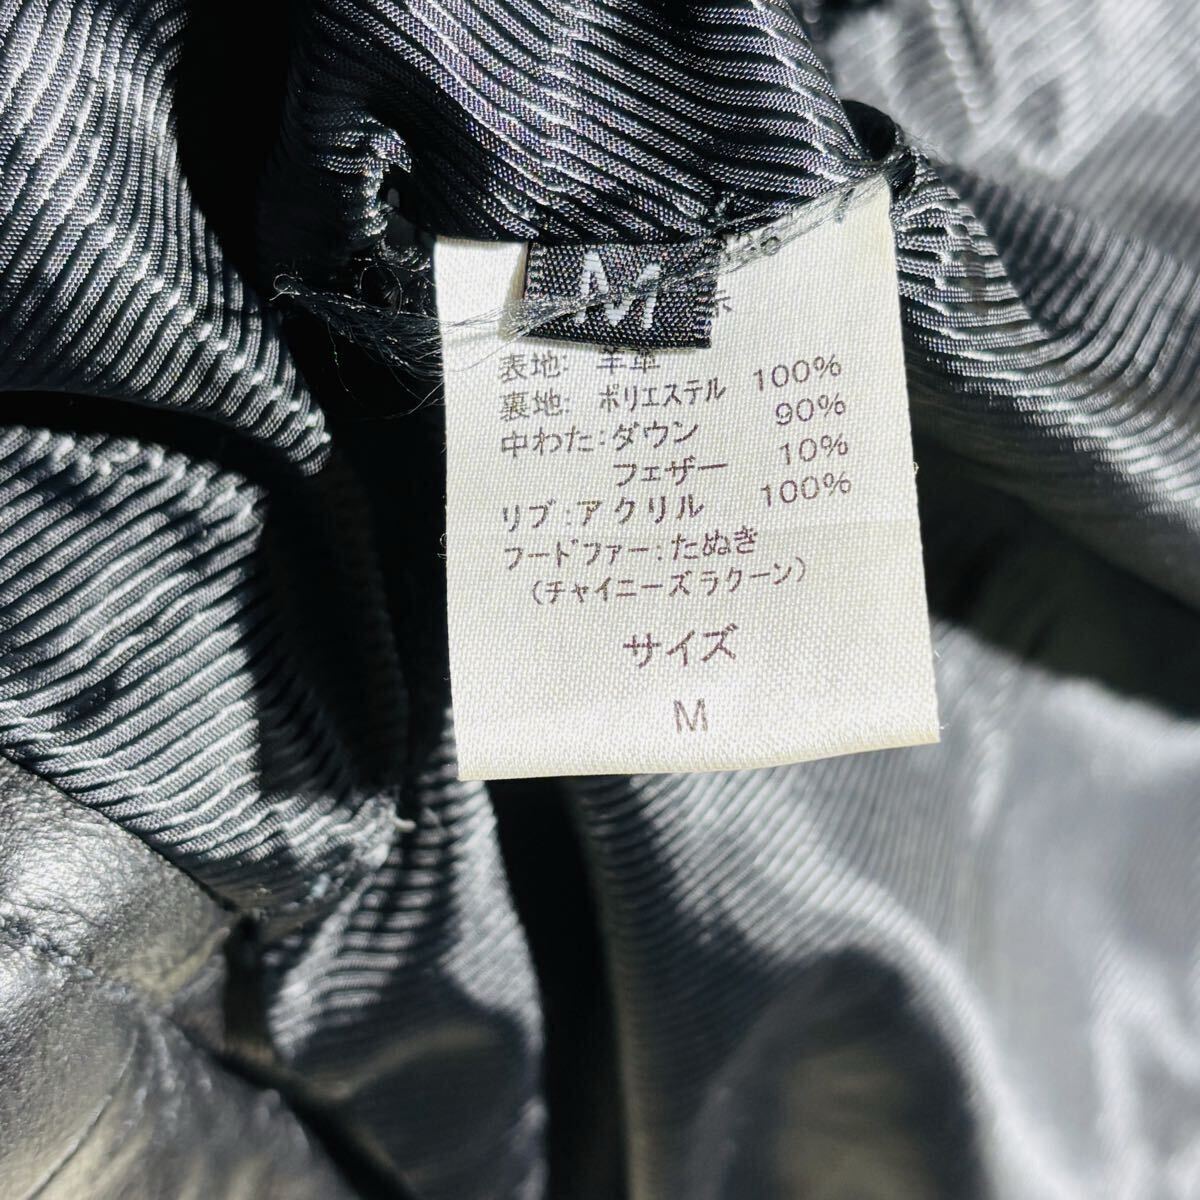 M
表地: 羊革
裏地: ポリエステル 100%
中わた:ダウン 90%
フェザー 10%
リブ:アクリル 100%
フードファー:たぬき
(チャイニーズラクーン)
サイズ
M